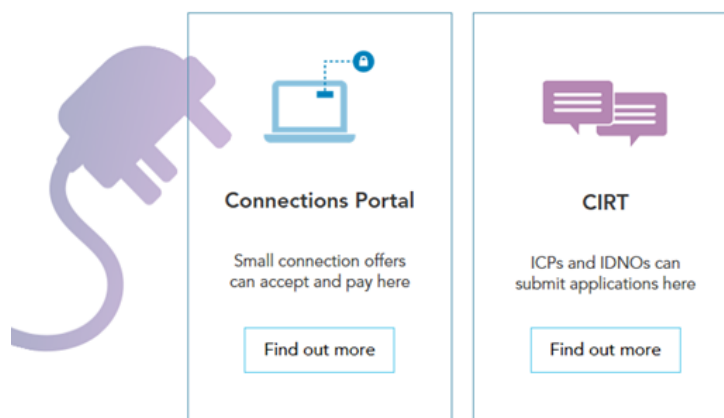 Connections Portal
Small connection offers
can accept and pay here
Find out more
CIRT
ICPs and IDNOs can
submit applications here
Find out more